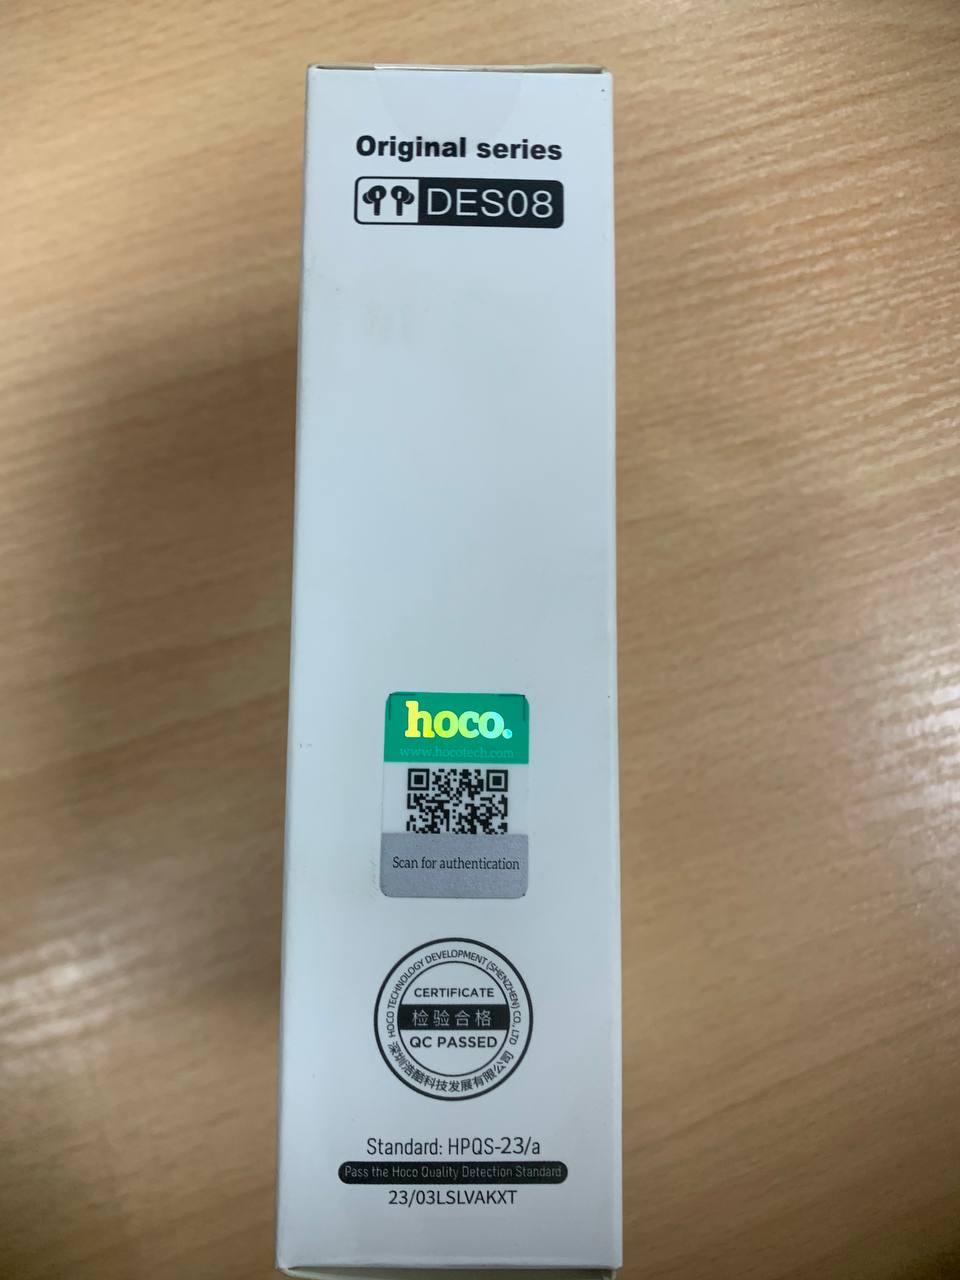 Original series
DES08
hoco.
www.hocotech.com
Scan for authentication
HOCO TECHNOLOGY DEVELOPMENT (SHENZHEN) CO., LTD
CERTIFICATE
检验合格
QC PASSED
深圳浩酷科技发展有限公司
Standard: HPQS-23/a
Pass the Hoco Quality Detection Standard
23/03LSLVAKXT